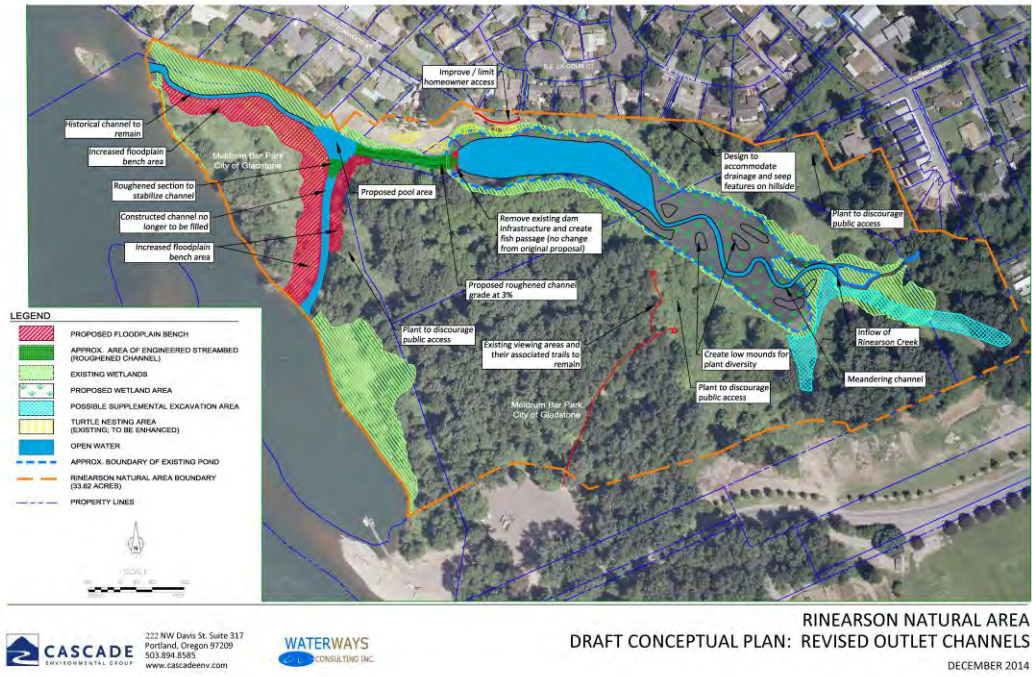 Improve / limit
homeowner access
Historical channel to
remain
Increased floodplain
bench area
Meldrum Bar Park
City of Gladstone
Roughened section to
stabilize channel
Proposed pool area
Constructed channel no
longer to be filled
Increased floodplain
bench area
Remove existing dam
infrastructure and create
fish passage (no change
from original proposal)
Design to
accommodate
drainage and seep
features on hillside
Plant to discourage
public access
Proposed roughened channel
grade at 3%
Plant to discourage
public access
Existing viewing areas and
their associated trails to
remain
Create low mounds for
plant diversity
Inflow of
Rinearson Creek
Meandering channel
Plant to discourage
public access
Meldrum Bar Park
City of Gladstone
LEGEND
PROPOSED FLOODPLAIN BENCH
APPROX. AREA OF ENGINEERED STREAMBED
(ROUGHENED CHANNEL)
EXISTING WETLANDS
PROPOSED WETLAND AREA
POSSIBLE SUPPLEMENTAL EXCAVATION AREA
TURTLE NESTING AREA
(EXISTING; TO BE ENHANCED)
OPEN WATER
APPROX. BOUNDARY OF EXISTING POND
RINEARSON NATURAL AREA BOUNDARY
(33.62 ACRES)
PROPERTY LINES
N
SCALE
RINEARSON NATURAL AREA
DRAFT CONCEPTUAL PLAN: REVISED OUTLET CHANNELS
DECEMBER 2014
CASCADE
ENVIRONMENTAL GROUP
222 NW Davis St. Suite 317
Portland, Oregon 97209
503.894.8585
www.cascadeenv.com
WATERWAYS
CONSULTING INC.